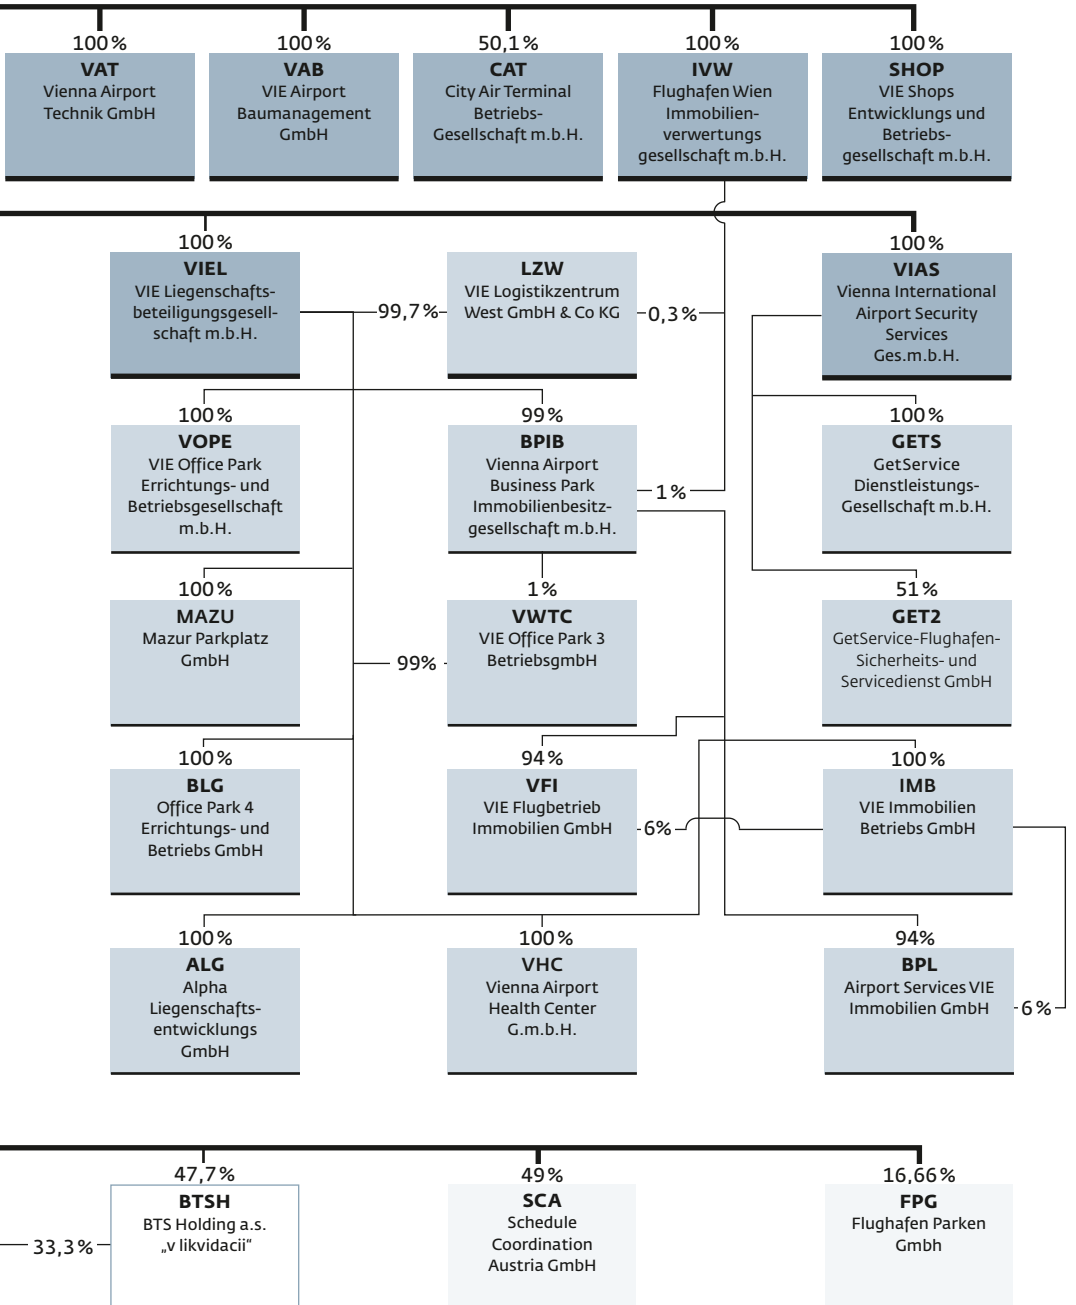 100 %
VAT
Vienna Airport
Technik GmbH
100 %
VAB
VIE Airport
Baumanagement
GmbH
50,1 %
CAT
City Air Terminal
Betriebs-
Gesellschaft m.b.H.
100 %
IVW
Flughafen Wien
Immobilien-
verwertungs
gesellschaft m.b.H.
100 %
SHOP
VIE Shops
Entwicklungs und
Betriebs-
gesellschaft m.b.H.
100 %
VIEL
VIE Liegenschafts-
beteiligungsgesell-
schaft m.b.H.
99,7 %
LZW
VIE Logistikzentrum
West GmbH & Co KG
0,3 %
100 %
VIAS
Vienna International
Airport Security
Services
Ges.m.b.H.
100 %
VOPE
VIE Office Park
Errichtungs- und
Betriebsgesellschaft
m.b.H.
99 %
BPIB
Vienna Airport
Business Park
Immobilienbesitz-
gesellschaft m.b.H.
1 %
100 %
GETS
GetService
Dienstleistungs-
Gesellschaft m.b.H.
100 %
MAZU
Mazur Parkplatz
GmbH
99%
1 %
VWTC
VIE Office Park 3
BetriebsgmbH
51 %
GET2
GetService-Flughafen-
Sicherheits- und
Servicedienst GmbH
100 %
BLG
Office Park 4
Errichtungs- und
Betriebs GmbH
94 %
VFI
VIE Flugbetrieb
Immobilien GmbH
6%
100 %
IMB
VIE Immobilien
Betriebs GmbH
100 %
ALG
Alpha
Liegenschafts-
entwicklungs
GmbH
100 %
VHC
Vienna Airport
Health Center
G.m.b.H.
94%
BPL
Airport Services VIE
Immobilien GmbH
6 %
33,3 %
47,7 %
BTSH
BTS Holding a.s.
„v likvidacii“
49 %
SCA
Schedule
Coordination
Austria GmbH
16,66 %
FPG
Flughafen Parken
Gmbh